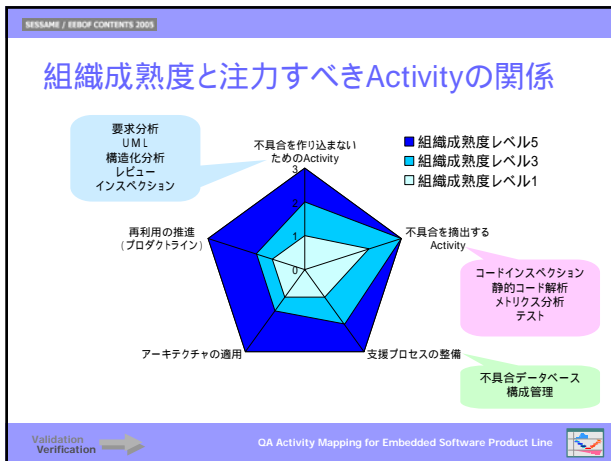 SESSAME / EEBOF CONTENTS 2005
組織成熟度と注力すべきActivityの関係
要求分析
UML
構造化分析
レビュー
インスペクション
不具合を作り込まない
ためのActivity
組織成熟度レベル5
組織成熟度レベル3
組織成熟度レベル1
3
2
1
0
再利用の推進
(プロダクトライン)
不具合を摘出する
Activity
コードインスペクション
静的コード解析
メトリクス分析
テスト
アーキテクチャの適用
支援プロセスの整備
不具合データベース
構成管理
Validation
Verification
QA Activity Mapping for Embedded Software Product Line